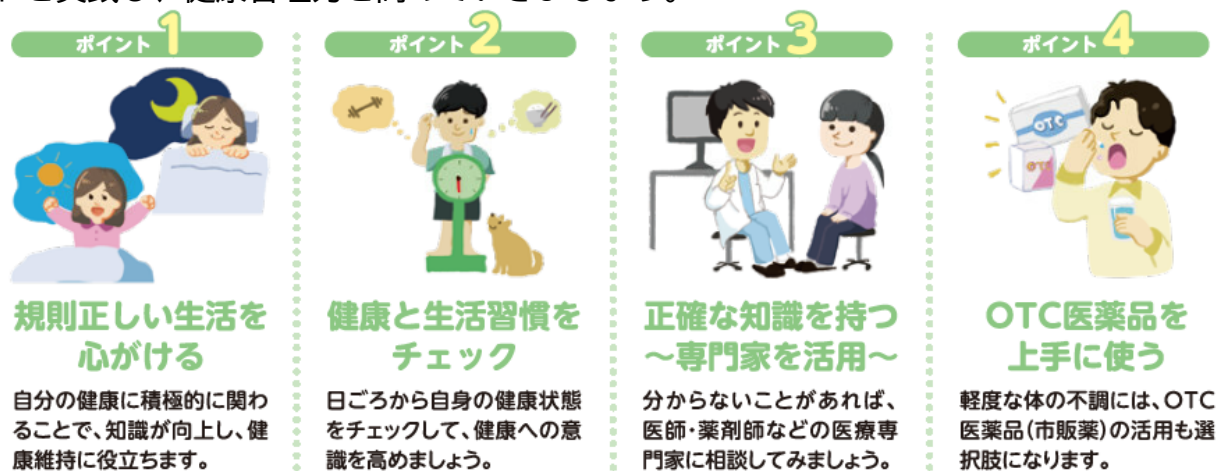 ポイント1
規則正しい生活を
心がける
自分の健康に積極的に関わ
ることで、知識が向上し、健
康維持に役立ちます。
ポイント2
健康と生活習慣を
チェック
日ごろから自身の健康状態
をチェックして、健康への意
識を高めましょう。
ポイント3
正確な知識を持つ
～専門家を活用～
分からないことがあれば、
医師・薬剤師などの医療専
門家に相談してみましょう。
ポイント4
OTC
OTC
OTC医薬品を
上手に使う
軽度な体の不調には、OTC
医薬品(市販薬)の活用も選
択肢になります。